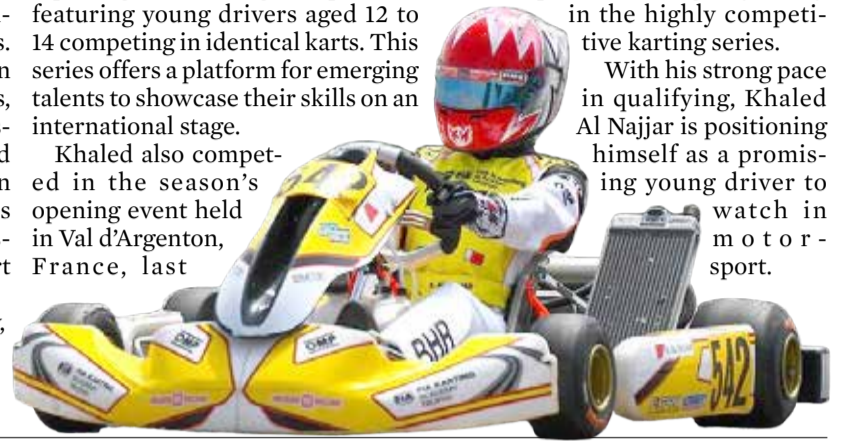 featuring young drivers aged 12 to
14 competing in identical karts. This
series offers a platform for emerging
talents to showcase their skills on an
international stage.
Khaled also compet-
ed in the season's
opening event held
in Val d'Argenton,
France, last
in the highly competi-
tive karting series.
With his strong pace
in qualifying, Khaled
Al Najjar is positioning
himself as a promis-
ing young driver to
watch in
motor-
sport.
OMP
OMP
BHR
FIA KARTING
542